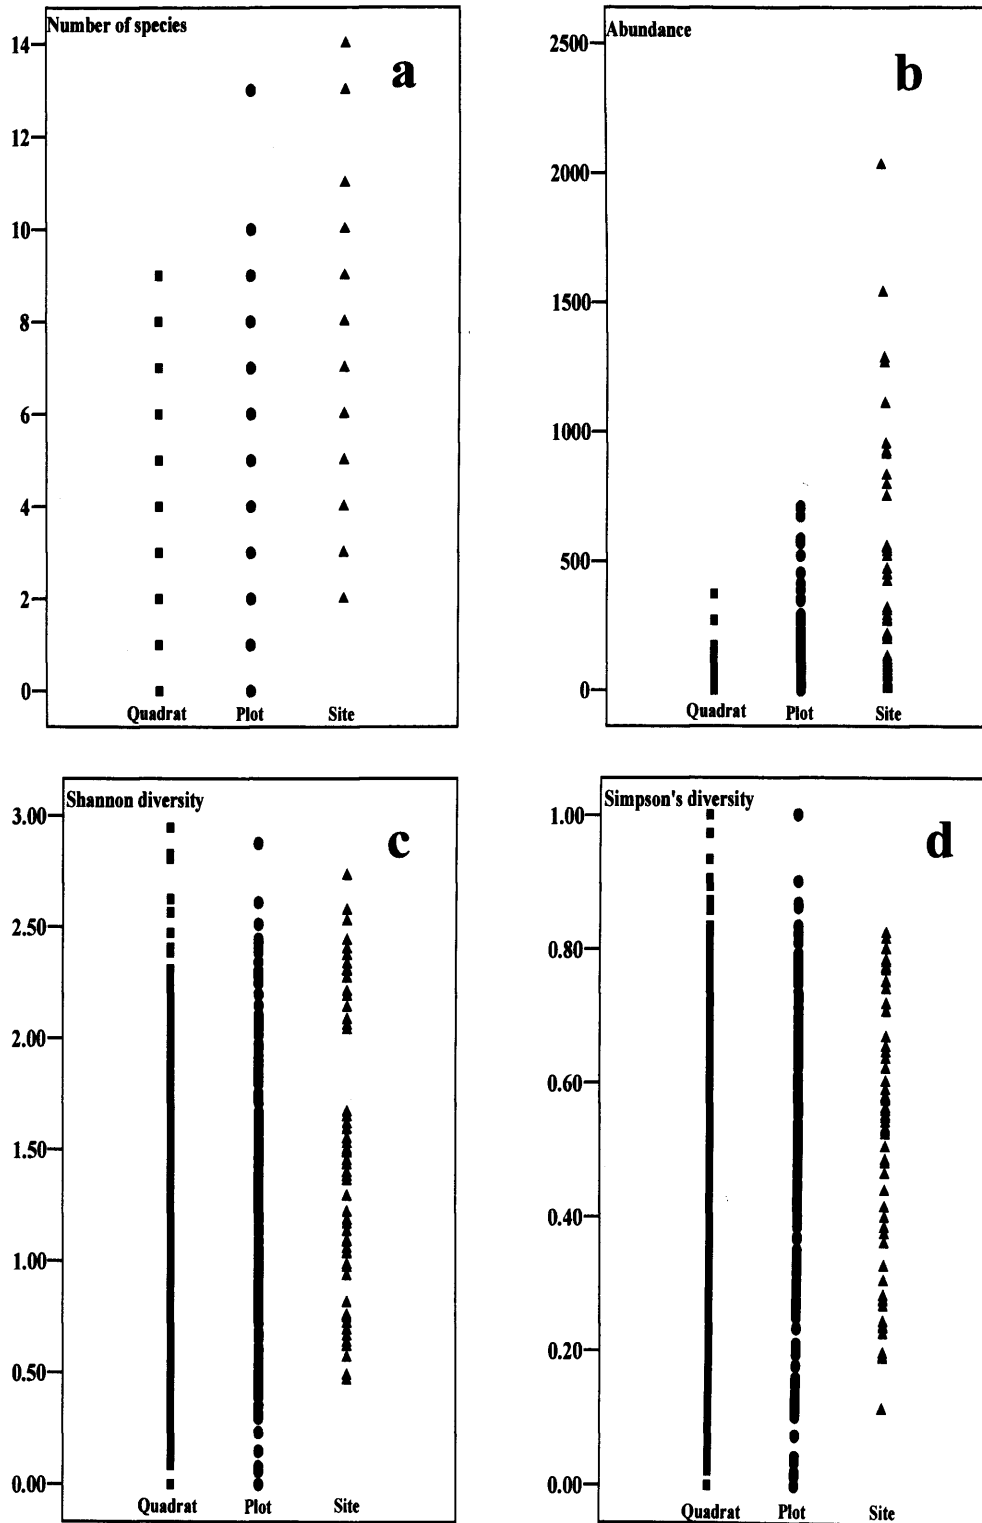 Number of species
a
14
12
10
8
6
4
2
0
Quadrat Plot Site
Abundance
b
2500
2000
1500
1000
500
0
Quadrat Plot Site
Shannon diversity
c
3.00
2.50
2.00
1.50
1.00
0.50
0.00
Quadrat Plot Site
Simpson's diversity
d
1.00
0.80
0.60
0.40
0.20
0.00
Quadrat Plot Site